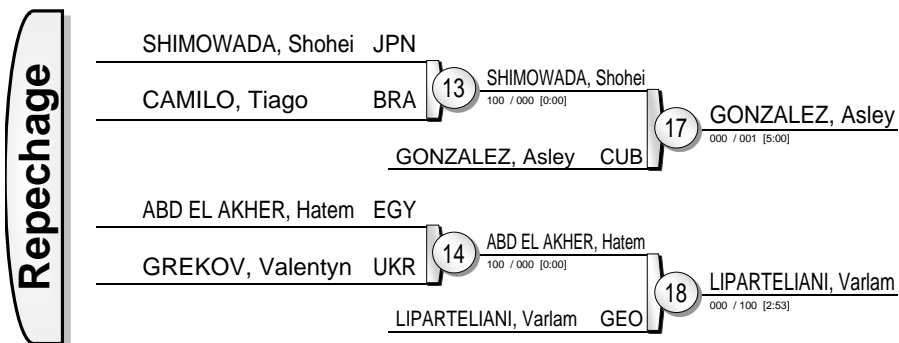 Repechage
SHIMOWADA, Shohei JPN
CAMILO, Tiago BRA
13
SHIMOWADA, Shohei
100 / 000 [0:00]
GONZALEZ, Asley CUB
17
GONZALEZ, Asley
000 / 001 [5:00]
ABD EL AKHER, Hatem EGY
GREKOV, Valentyn UKR
14
ABD EL AKHER, Hatem
100 / 000 [0:00]
LIPARTELIANI, Varlam GEO
18
LIPARTELIANI, Varlam
000 / 100 [2:53]